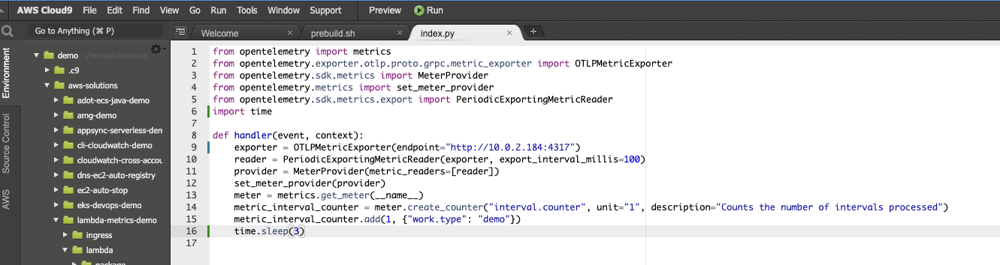 AWS Cloud9 File Edit Find View Go Run Tools Window Support Preview Run
Go to Anything (⌘ P) Welcome × prebuild.sh × index.py ×
Environment
Source Control
AWS
demo - /home/ubuntu/e
.c9
aws-solutions
adot-ecs-java-demo
amg-demo
appsync-serverless-dem
cli-cloudwatch-demo
cloudwatch-cross-accou
dns-ec2-auto-registry
ec2-auto-stop
eks-devops-demo
lambda-metrics-demo
ingress
lambda
package
1 from opentelemetry import metrics
2 from opentelemetry.exporter.otlp.proto.grpc.metric_exporter import OTLPMetricExporter
3 from opentelemetry.sdk.metrics import MeterProvider
4 from opentelemetry.metrics import set_meter_provider
5 from opentelemetry.sdk.metrics.export import PeriodicExportingMetricReader
6 import time
7
8 def handler(event, context):
9 exporter = OTLPMetricExporter(endpoint="http://10.0.2.184:4317")
10 reader = PeriodicExportingMetricReader(exporter, export_interval_millis=100)
11 provider = MeterProvider(metric_readers=[reader])
12 set_meter_provider(provider)
13 meter = metrics.get_meter(__name__)
14 metric_interval_counter = meter.create_counter("interval.counter", unit="1", description="Counts the number of intervals processed")
15 metric_interval_counter.add(1, {"work.type": "demo"})
16 time.sleep(3)
17